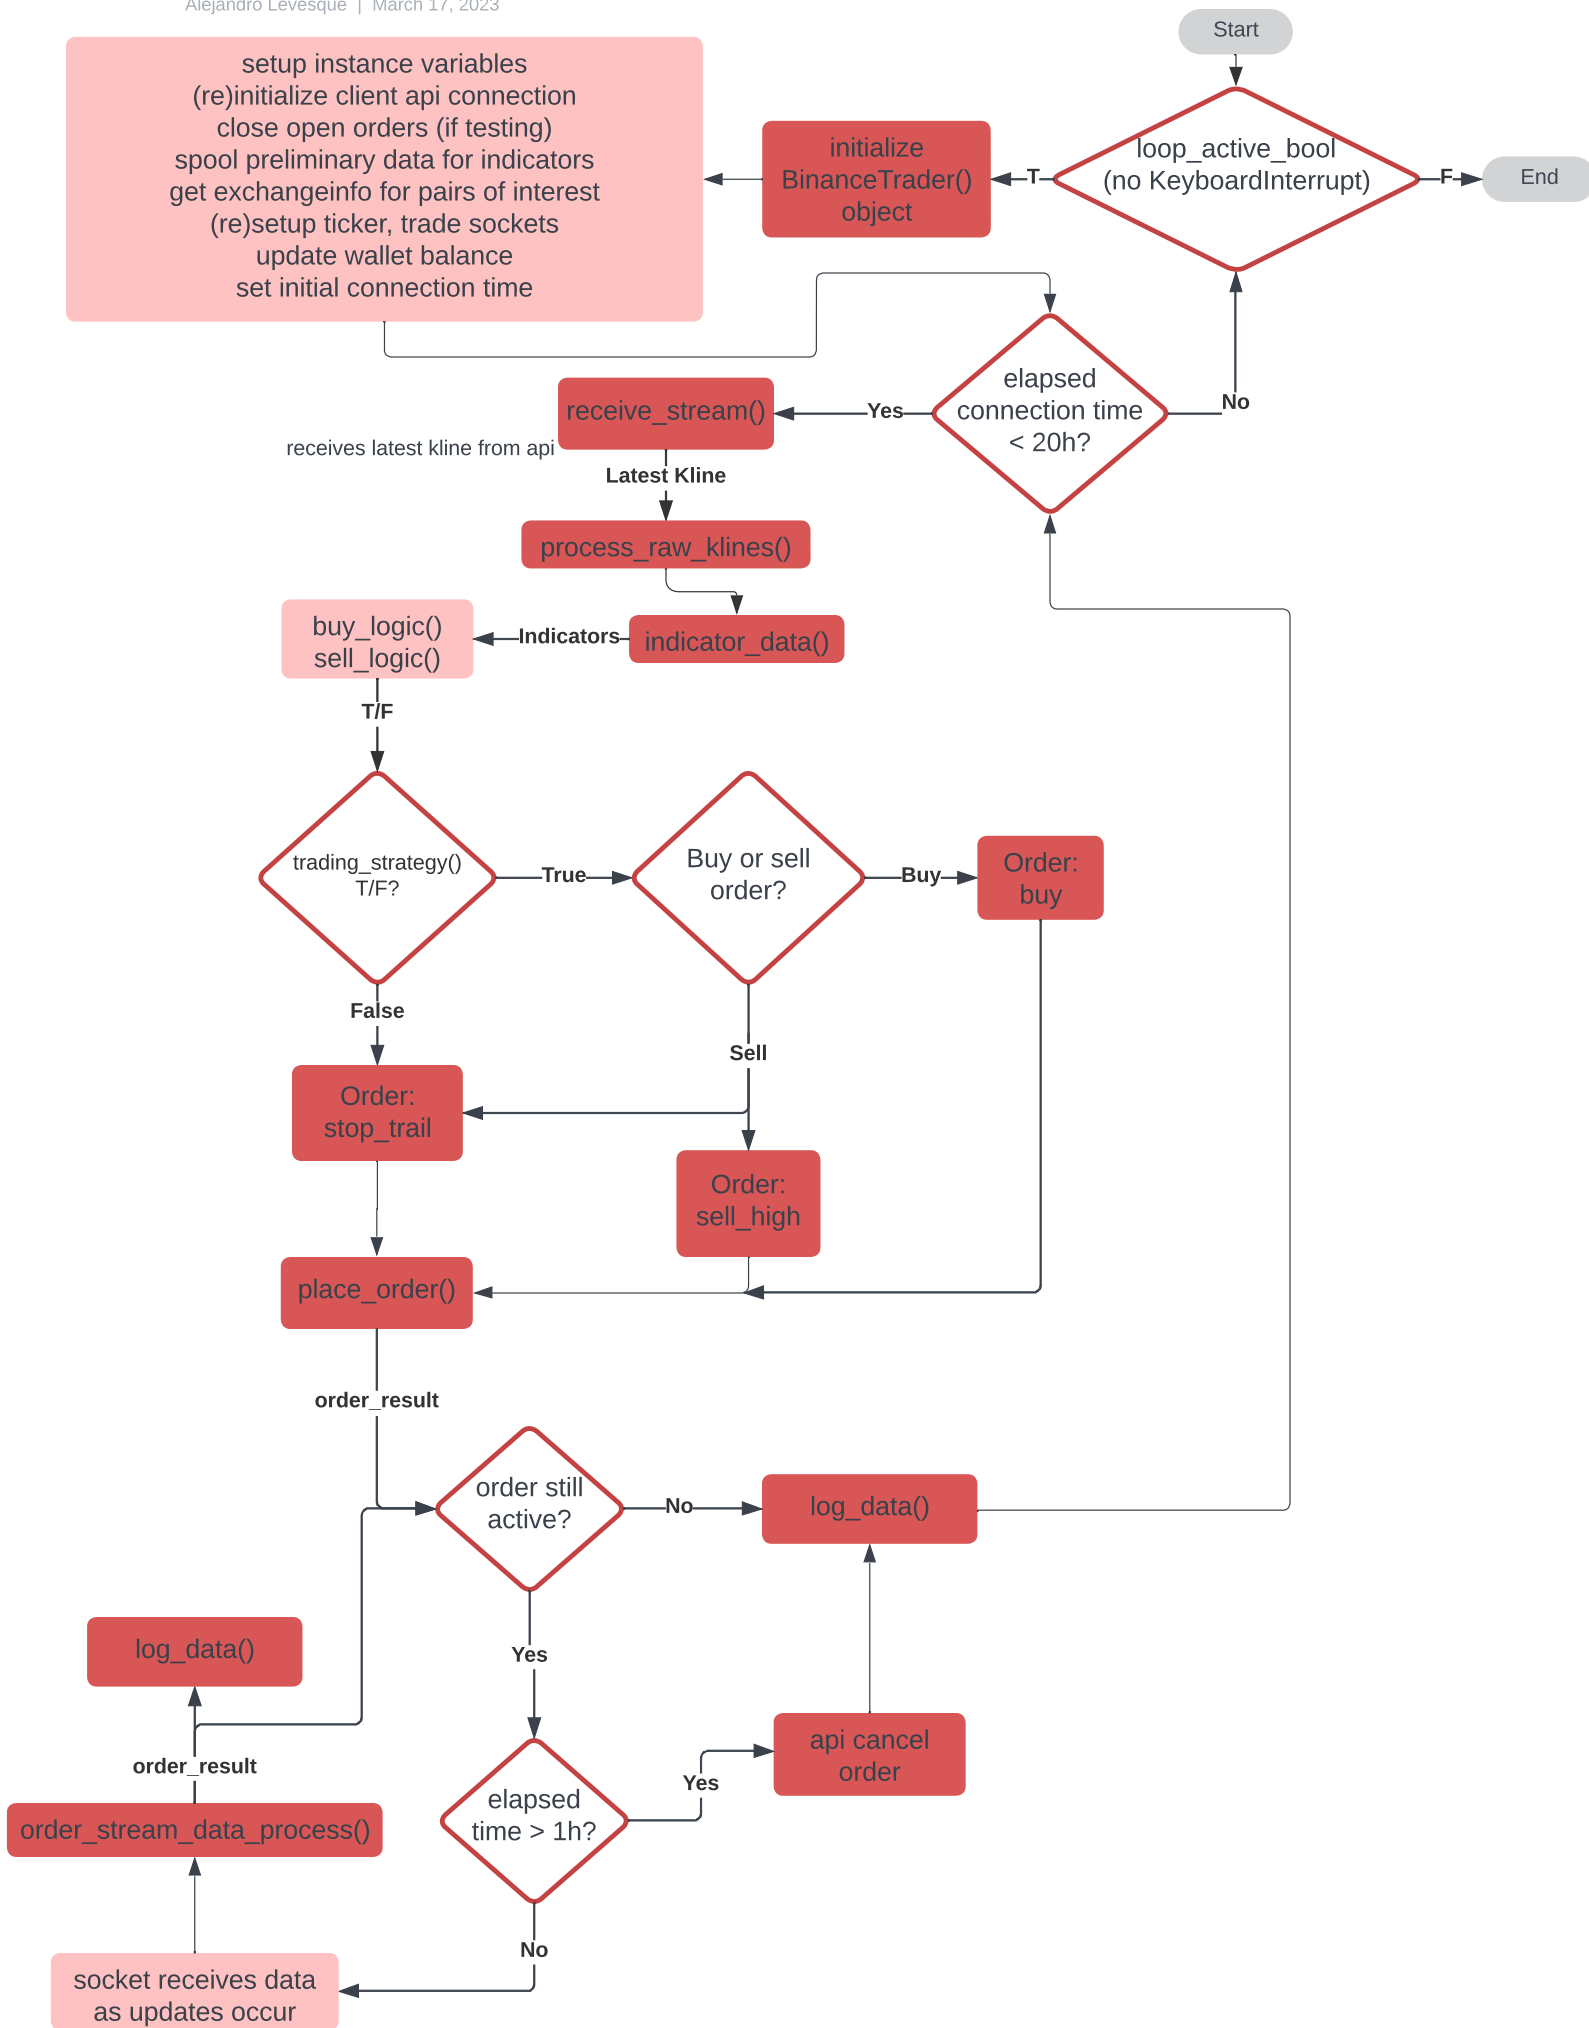 Alejandro Levesque | March 17, 2023
Start
setup instance variables
(re)initialize client api connection
close open orders (if testing)
spool preliminary data for indicators
get exchangeinfo for pairs of interest
(re)setup ticker, trade sockets
update wallet balance
set initial connection time
initialize
BinanceTrader()
object
T
loop_active_bool
(no KeyboardInterrupt)
F
End
elapsed
connection time
< 20h?
No
Yes
receive_stream()
receives latest kline from api
Latest Kline
process_raw_klines()
indicator_data()
Indicators
buy_logic()
sell_logic()
T/F
trading_strategy()
T/F?
True
Buy or sell
order?
Buy
Order:
buy
False
Sell
Order:
stop_trail
Order:
sell_high
place_order()
order_result
order still
active?
No
log_data()
Yes
log_data()
order_result
order_stream_data_process()
elapsed
time > 1h?
Yes
api cancel
order
No
socket receives data
as updates occur